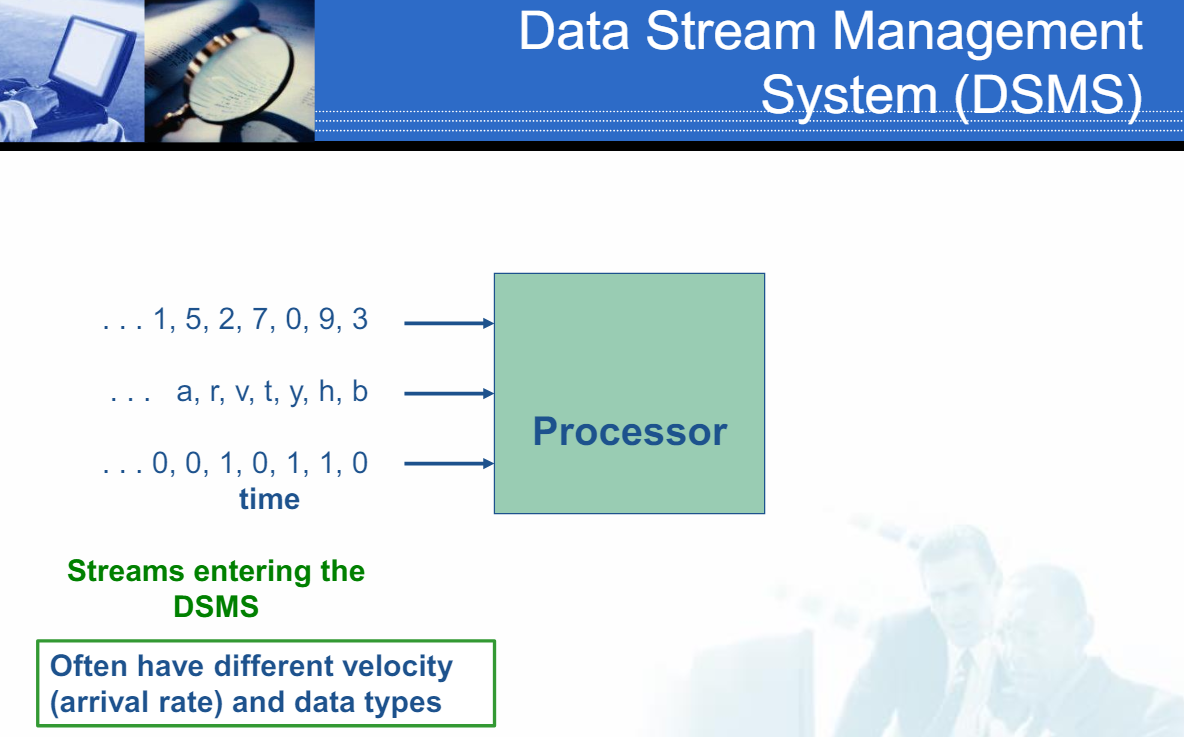 Data Stream Management
System (DSMS)
. . . 1, 5, 2, 7, 0, 9, 3
. . . a, r, v, t, y, h, b
Processor
. . . 0, 0, 1, 0, 1, 1, 0
time
Streams entering the
DSMS
Often have different velocity
(arrival rate) and data types